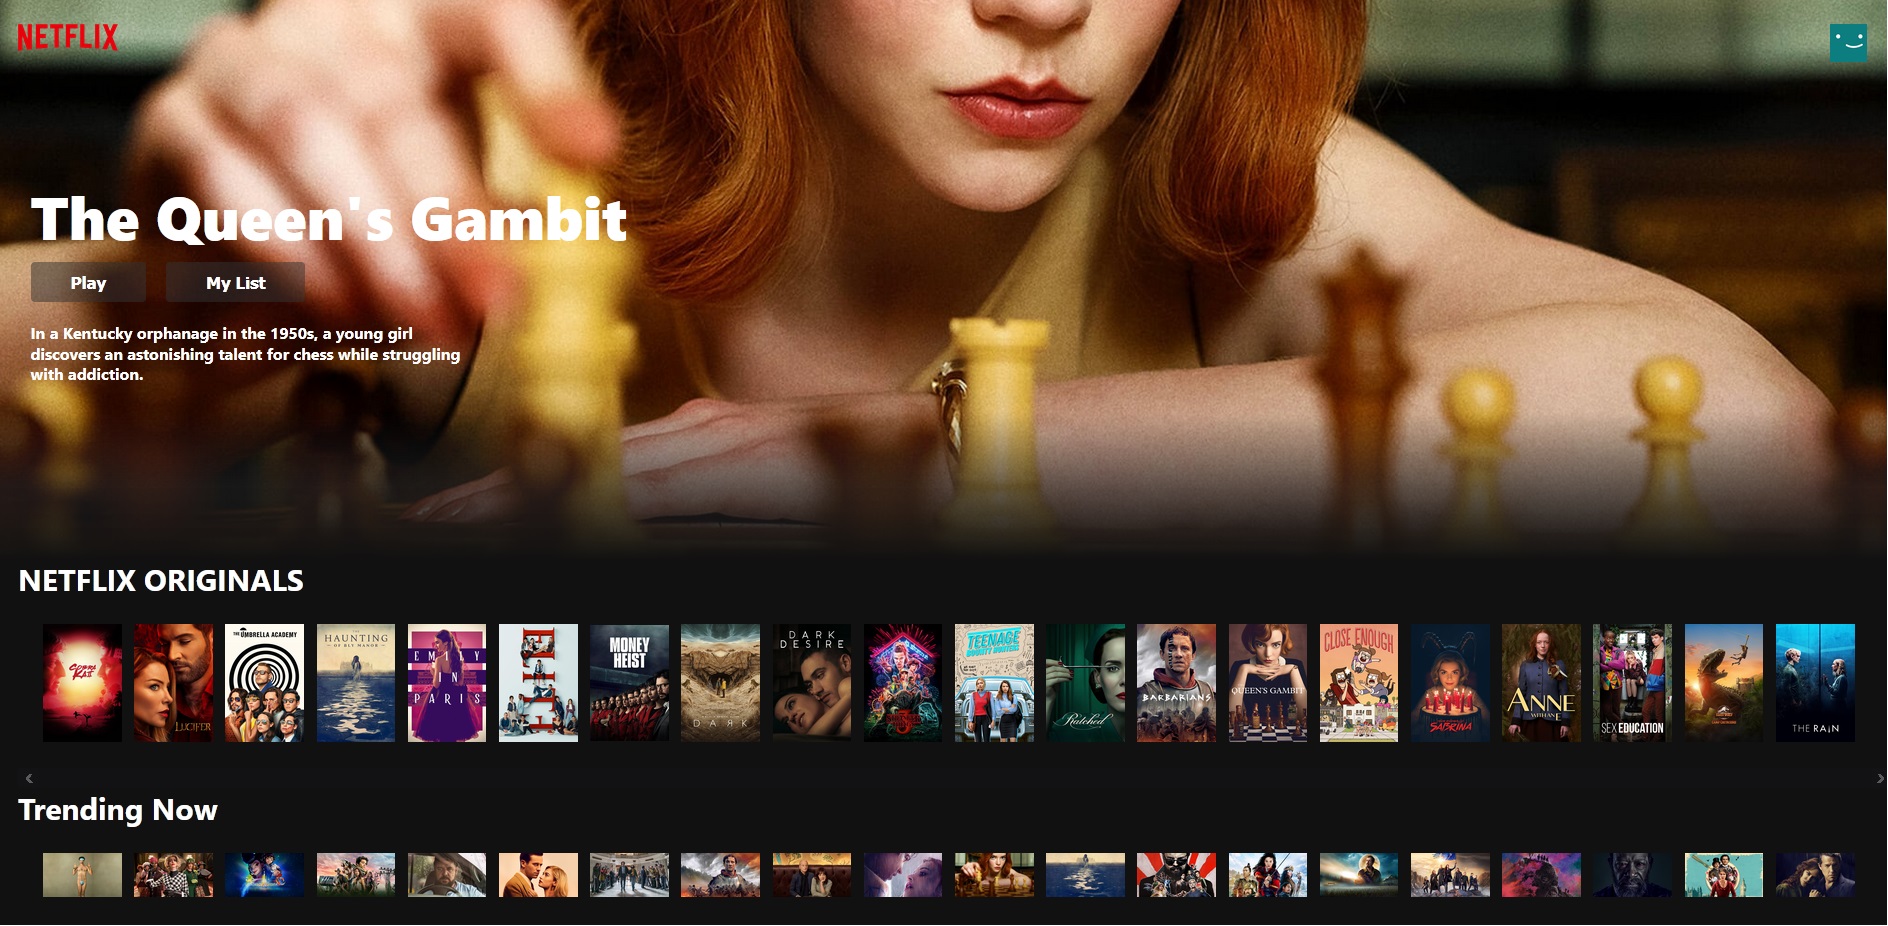 NETFLIX
The Queen's Gambit
Play
My List
In a Kentucky orphanage in the 1950s, a young girl
discovers an astonishing talent for chess while struggling
with addiction.
NETFLIX ORIGINALS
COBRA KAI
LUCIFER
THE UMBRELLA ACADEMY
THE HAUNTING
OF BLY MANOR
EMILY
IN
PARIS
ELITE
MONEY
HEIST
DARK
DARK
DESIRE
TEENAGE
BOUNTY HUNTERS
Ratched
BARBARIANS
QUEEN'S GAMBIT
CLOSE ENOUGH
SABRINA
ANNE
WITH AN E
SEX EDUCATION
THE RAIN
Trending Now